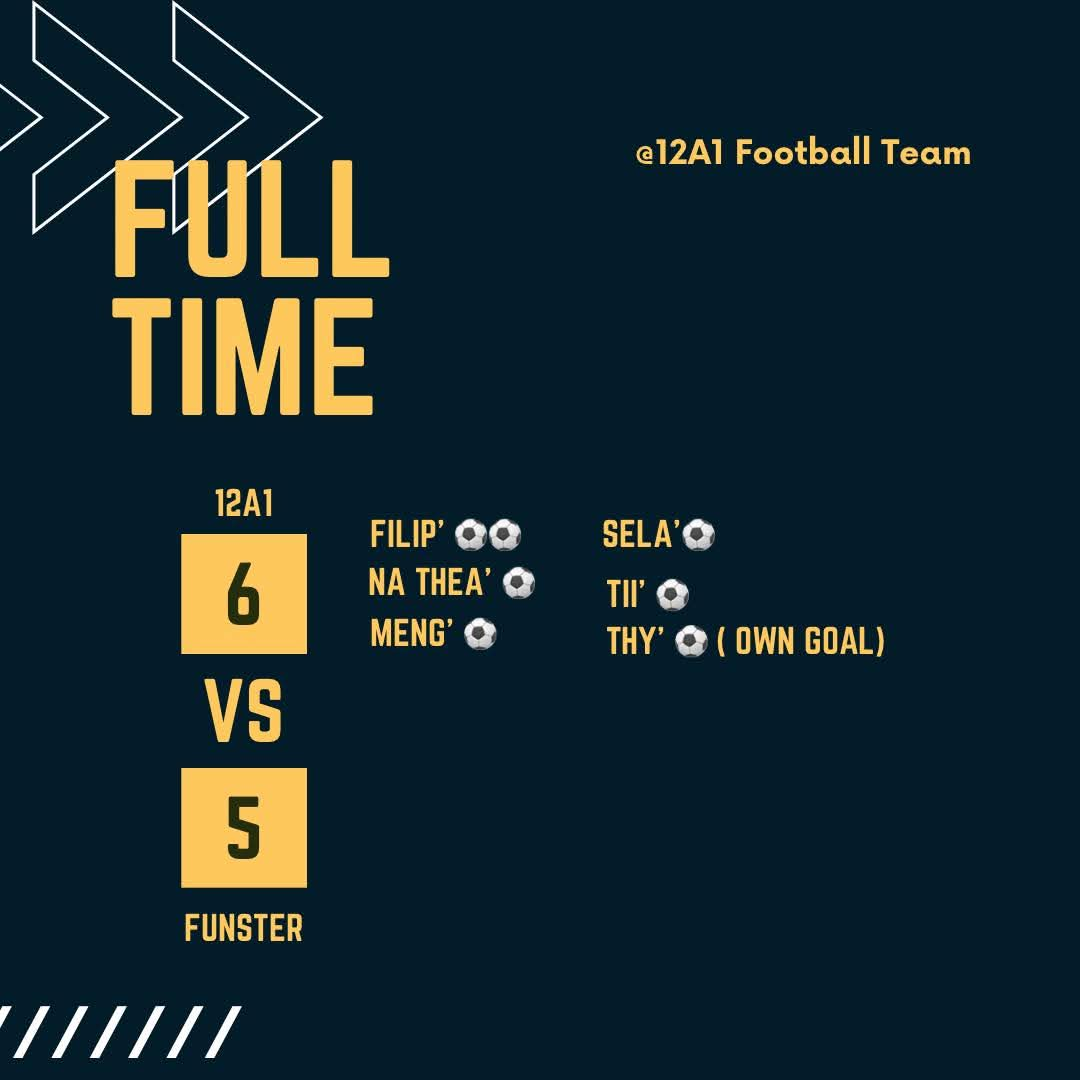 @12A1 Football Team
FULL
TIME
12A1
6
FILIP' ⚽⚽
NA THEA' ⚽
MENG' ⚽
SELA'⚽
TII' ⚽
THY' ⚽ ( OWN GOAL)
VS
5
FUNSTER